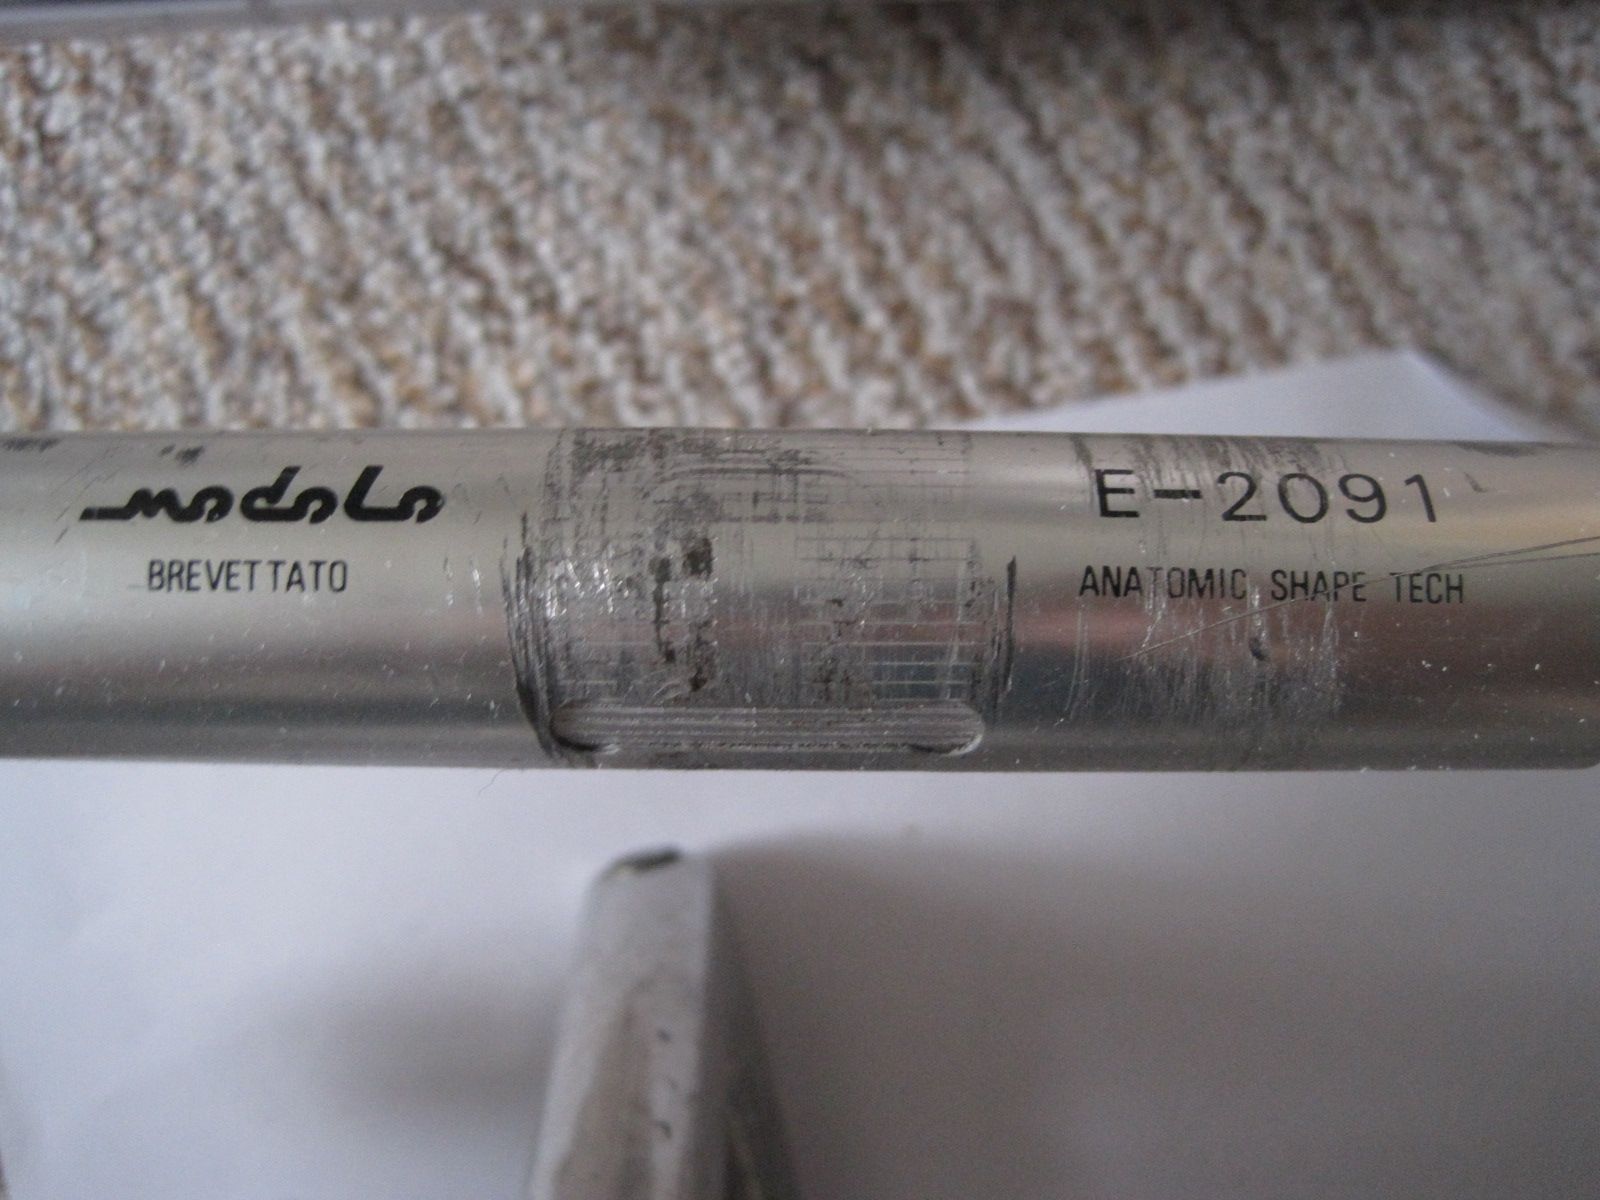 modolo
BREVETTATO
E-2091
ANATOMIC SHAPE TECH